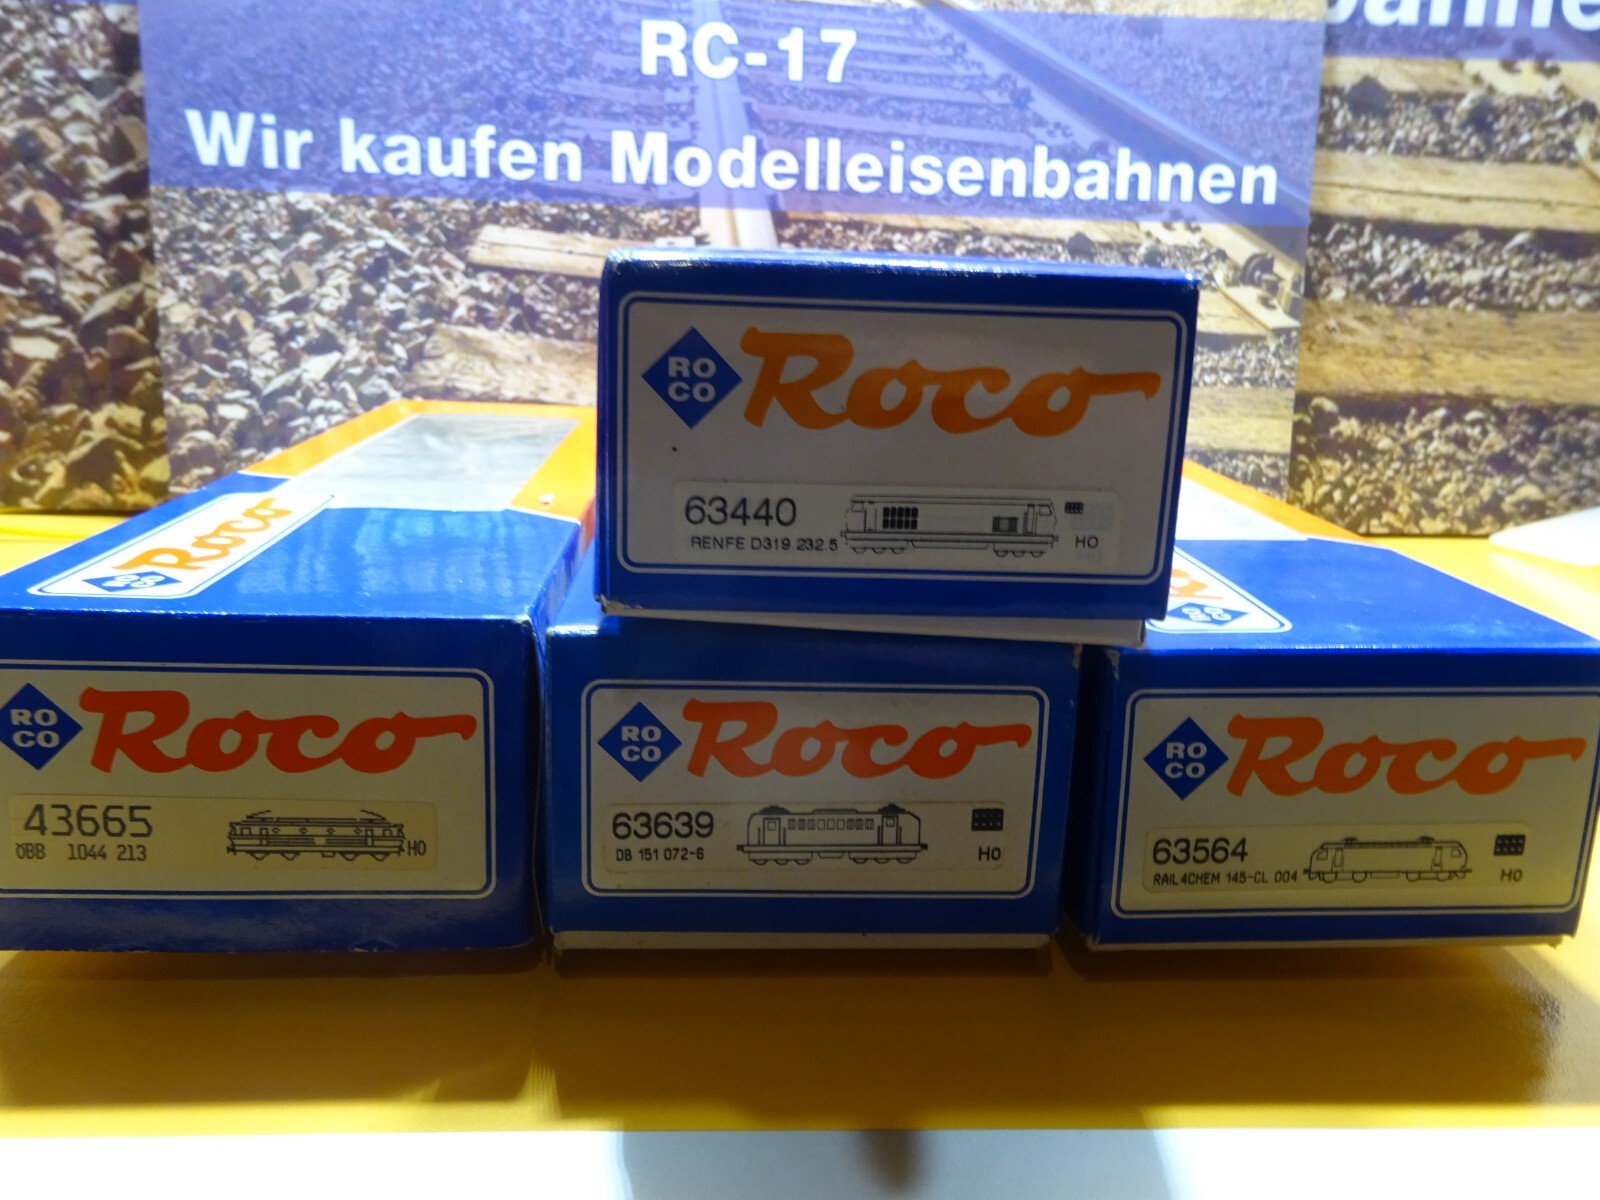 RC-17
Wir kaufen Modelleisenbahnen
RO
CO
Roco
63440
RENFE D319 232.5
HO
Roco
RO
CO
Roco
43665
ÖBB 1044 213
HO
RO
CO
Roco
63639
DB 151 072-6
HO
RO
CO
Roco
63564
RAIL4CHEM 145-CL 004
HO